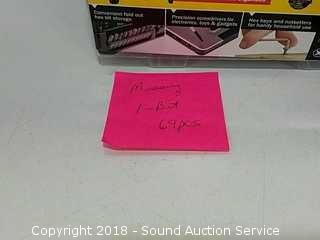 Convenient fold out
hex bit storage.
Precision screwdrivers for
electronics, toys & gadgets
Hex keys and nutsetters
for handy household use
Missing
1-Bit
69pcs
Copyright 2018 - Sound Auction Service